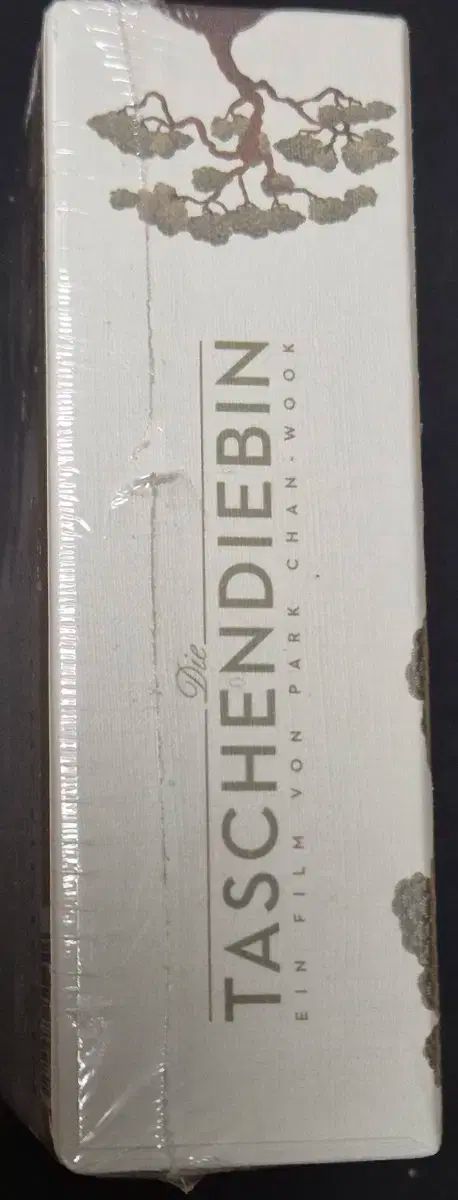 Die
TASCHENDIEBIN
EIN FILM VON PARK CHAN-WOOK